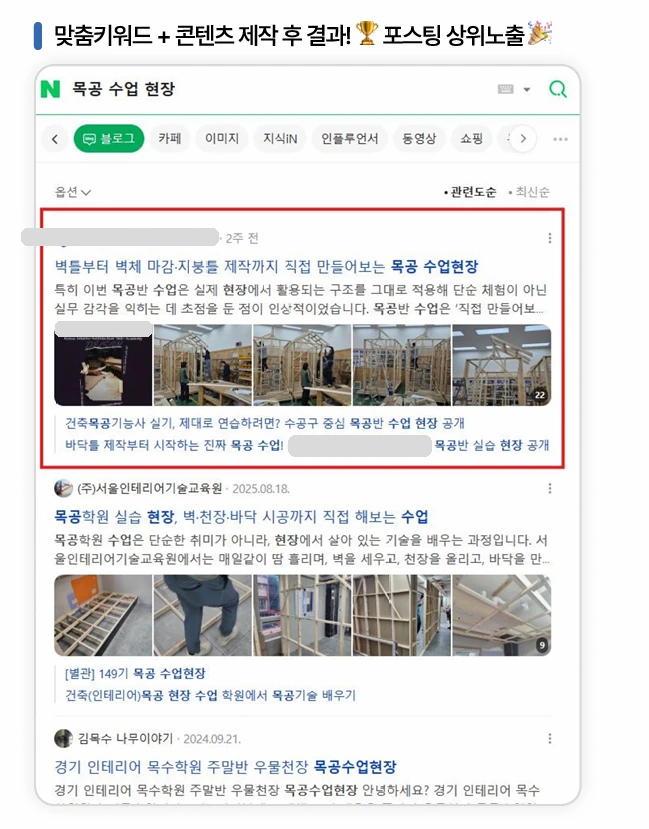 맞춤키워드 + 콘텐츠 제작 후 결과! 🏆 포스팅 상위노출 🎉
N 목공 수업 현장
블로그 카페 이미지 지식iN 인플루언서 동영상 쇼핑
옵션 • 관련도순 • 최신순
· 2주 전
벽틀부터 벽체 마감·지붕틀 제작까지 직접 만들어보는 목공 수업현장
특히 이번 목공반 수업은 실제 현장에서 활용되는 구조를 그대로 적용해 단순 체험이 아닌
실무 감각을 익히는 데 초점을 둔 점이 인상적이었습니다. 목공반 수업은 '직접 만들어보...
22
건축목공기능사 실기, 제대로 연습하려면? 수공구 중심 목공반 수업 현장 공개
바닥틀 제작부터 시작하는 진짜 목공 수업! 목공반 실습 현장 공개
(주)서울인테리어기술교육원 · 2025.08.18.
목공학원 실습 현장, 벽·천장·바닥 시공까지 직접 해보는 수업
목공학원 수업은 단순한 취미가 아니라, 현장에서 살아 있는 기술을 배우는 과정입니다. 서
울인테리어기술교육원에서는 매일같이 땀 흘리며, 벽을 세우고, 천장을 올리고, 바닥을 만...
9
[별관] 149기 목공 수업현장
건축(인테리어)목공 현장 수업 학원에서 목공기술 배우기
김목수 나무이야기 · 2024.09.21.
경기 인테리어 목수학원 주말반 우물천장 목공수업현장
경기 인테리어 목수학원 주말반 우물천장 목공수업현장 안녕하세요? 경기 인테리어 목수